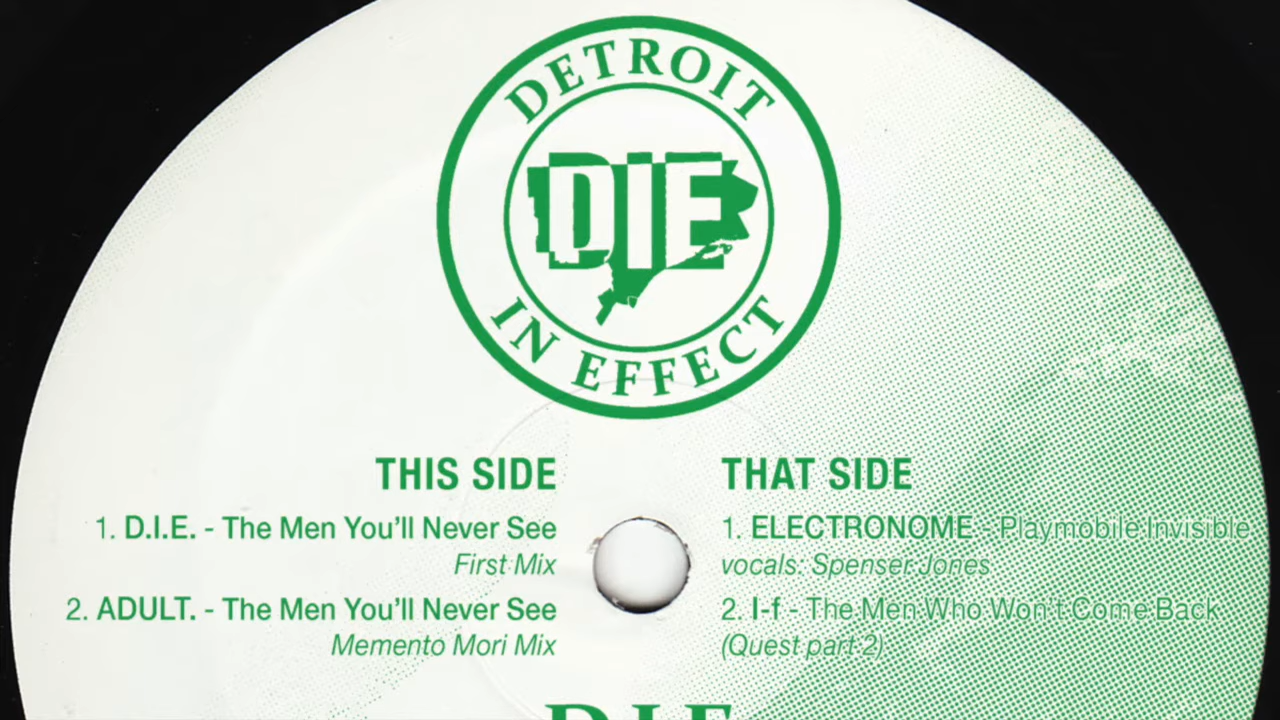 DETROIT
DIE
IN EFFECT
THIS SIDE
1. D.I.E. - The Men You'll Never See
First Mix
2. ADULT. - The Men You'll Never See
Memento Mori Mix
THAT SIDE
1. ELECTRONOME - Playmobile Invisible
vocals: Spenser Jones
2. I-f - The Men Who Won't Come Back
(Quest part 2)
DIE